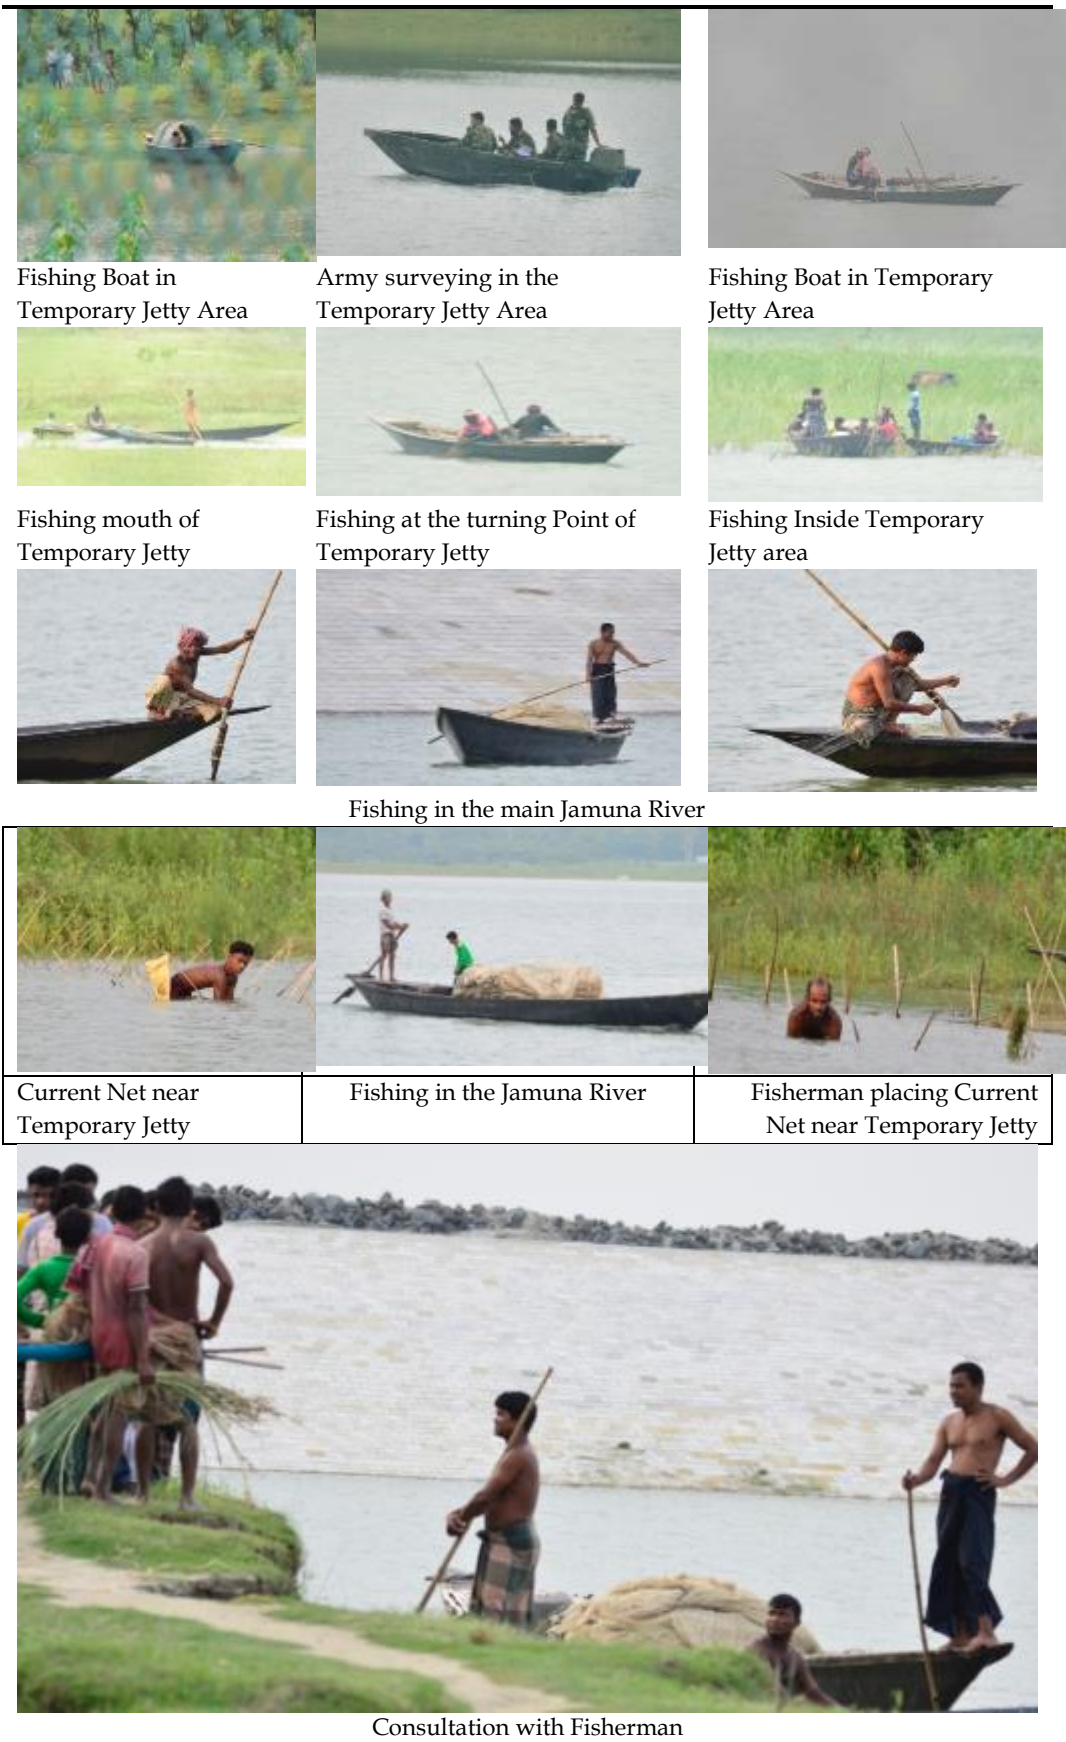 Fishing Boat in
Temporary Jetty Area
Army surveying in the
Temporary Jetty Area
Fishing Boat in Temporary
Jetty Area
Fishing mouth of
Temporary Jetty
Fishing at the turning Point of
Temporary Jetty
Fishing Inside Temporary
Jetty area
Fishing in the main Jamuna River
Current Net near
Temporary Jetty
Fishing in the Jamuna River
Fisherman placing Current
Net near Temporary Jetty
Consultation with Fisherman